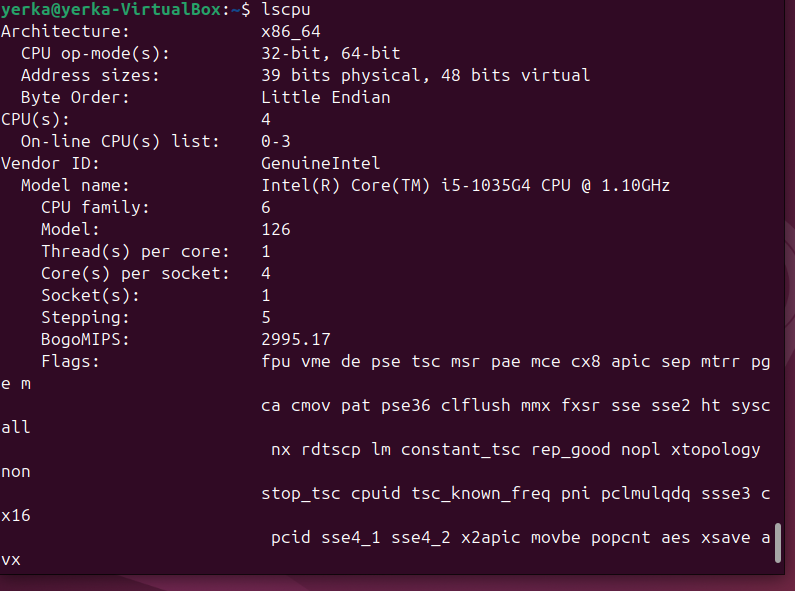 yerka@yerka-VirtualBox:~$ lscpu
Architecture:             x86_64
  CPU op-mode(s):         32-bit, 64-bit
  Address sizes:          39 bits physical, 48 bits virtual
  Byte Order:             Little Endian
CPU(s):                   4
  On-line CPU(s) list:    0-3
Vendor ID:                GenuineIntel
  Model name:             Intel(R) Core(TM) i5-1035G4 CPU @ 1.10GHz
    CPU family:           6
    Model:                126
    Thread(s) per core:   1
    Core(s) per socket:   4
    Socket(s):            1
    Stepping:             5
    BogoMIPS:             2995.17
    Flags:                fpu vme de pse tsc msr pae mce cx8 apic sep mtrr pg
e m
                          ca cmov pat pse36 clflush mmx fxsr sse sse2 ht sysc
all
                           nx rdtscp lm constant_tsc rep_good nopl xtopology
non
                          stop_tsc cpuid tsc_known_freq pni pclmulqdq ssse3 c
x16
                           pcid sse4_1 sse4_2 x2apic movbe popcnt aes xsave a
vx